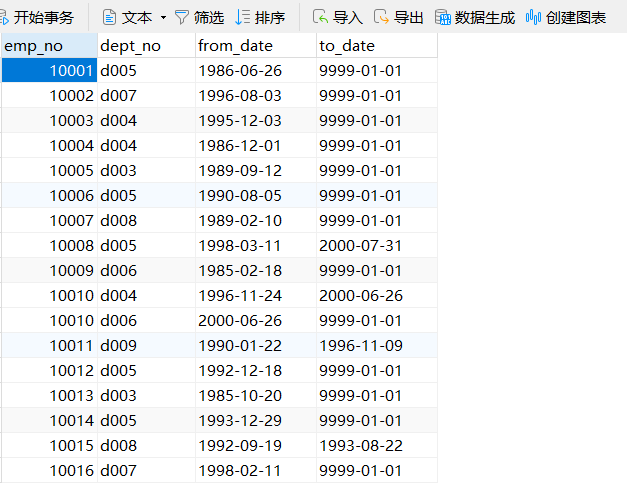 开始事务 文本 筛选 排序 导入 导出 数据生成 创建图表
emp_no dept_no from_date to_date
10001 d005 1986-06-26 9999-01-01
10002 d007 1996-08-03 9999-01-01
10003 d004 1995-12-03 9999-01-01
10004 d004 1986-12-01 9999-01-01
10005 d003 1989-09-12 9999-01-01
10006 d005 1990-08-05 9999-01-01
10007 d008 1989-02-10 9999-01-01
10008 d005 1998-03-11 2000-07-31
10009 d006 1985-02-18 9999-01-01
10010 d004 1996-11-24 2000-06-26
10010 d006 2000-06-26 9999-01-01
10011 d009 1990-01-22 1996-11-09
10012 d005 1992-12-18 9999-01-01
10013 d003 1985-10-20 9999-01-01
10014 d005 1993-12-29 9999-01-01
10015 d008 1992-09-19 1993-08-22
10016 d007 1998-02-11 9999-01-01